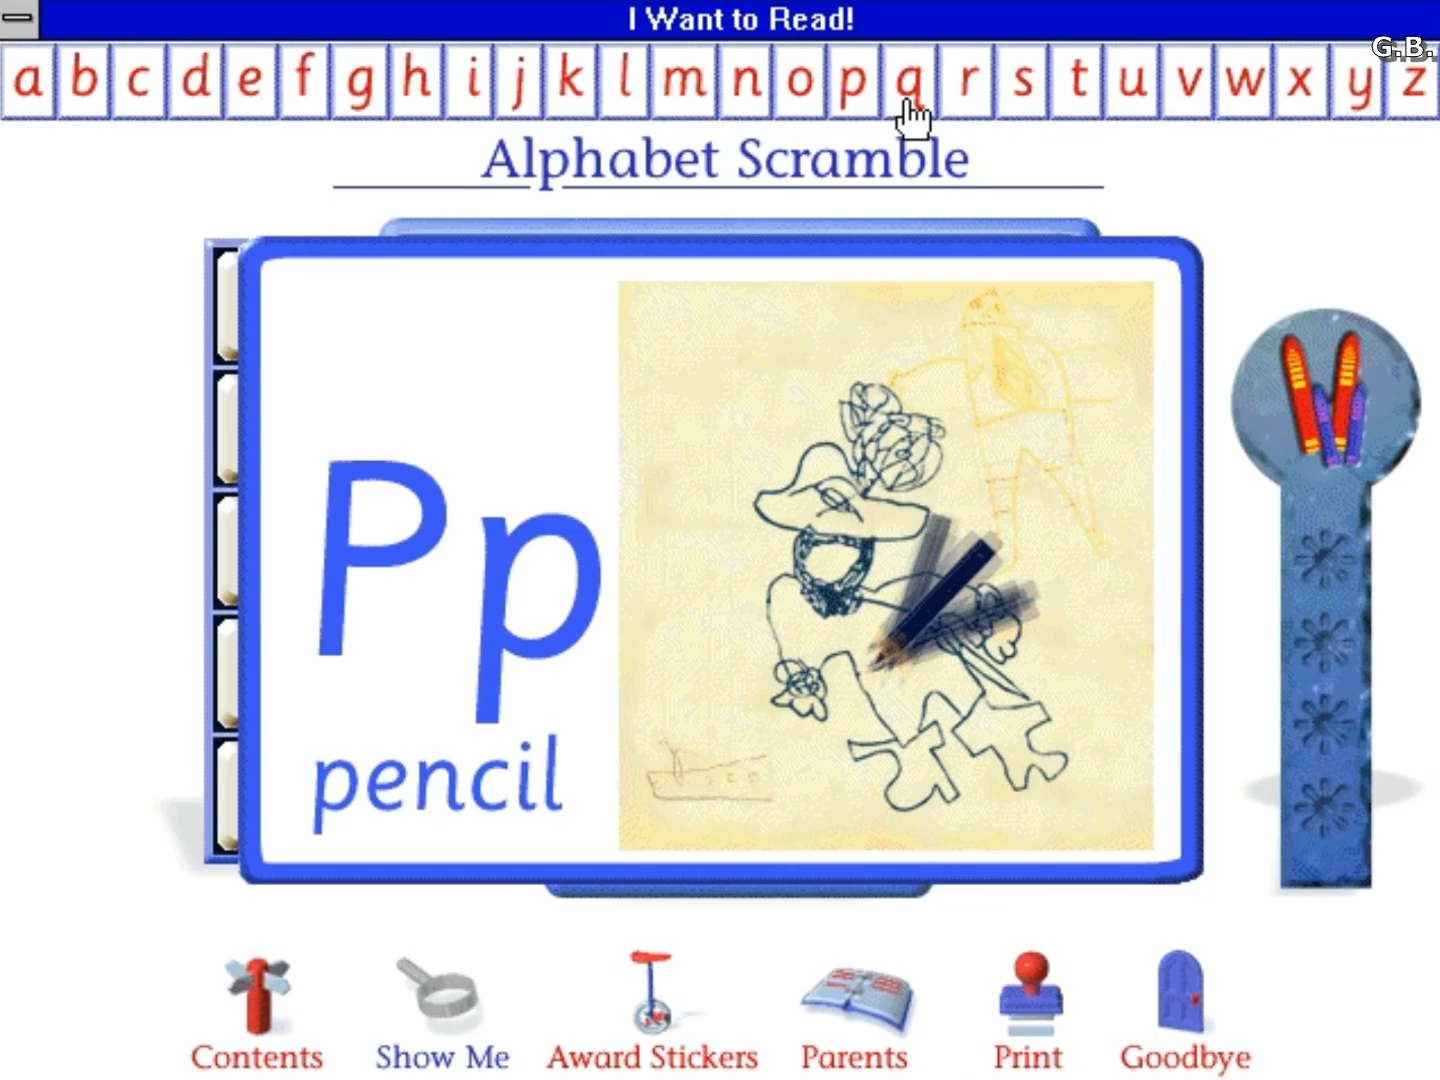 I Want to Read!
G.B.
a b c d e f g h i j k l m n o p q r s t u v w x y z
Alphabet Scramble
Pp
pencil
Contents Show Me Award Stickers Parents Print Goodbye